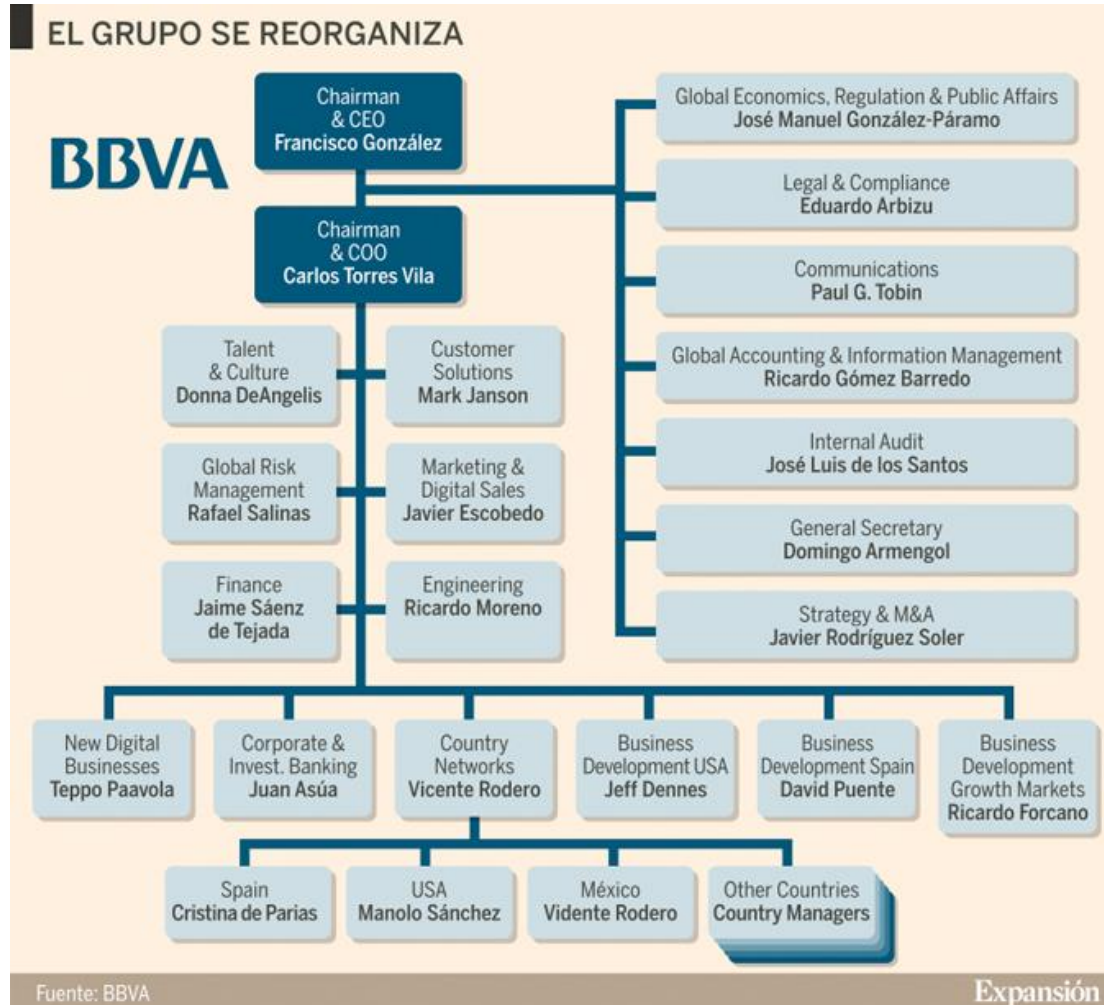 EL GRUPO SE REORGANIZA
BBVA
Chairman
& CEO
Francisco González
Chairman
& COO
Carlos Torres Vila
Global Economics, Regulation & Public Affairs
José Manuel González-Páramo
Legal & Compliance
Eduardo Arbizu
Communications
Paul G. Tobin
Global Accounting & Information Management
Ricardo Gómez Barredo
Internal Audit
José Luis de los Santos
General Secretary
Domingo Armengol
Strategy & M&A
Javier Rodríguez Soler
Talent
& Culture
Donna DeAngelis
Customer
Solutions
Mark Janson
Global Risk
Management
Rafael Salinas
Marketing &
Digital Sales
Javier Escobedo
Finance
Jaime Sáenz
de Tejada
Engineering
Ricardo Moreno
New Digital
Businesses
Teppo Paavola
Corporate &
Invest. Banking
Juan Asúa
Country
Networks
Vicente Rodero
Business
Development USA
Jeff Dennes
Business
Development Spain
David Puente
Business
Development
Growth Markets
Ricardo Forcano
Spain
Cristina de Parias
USA
Manolo Sánchez
México
Vidente Rodero
Other Countries
Country Managers
Fuente: BBVA
Expansión